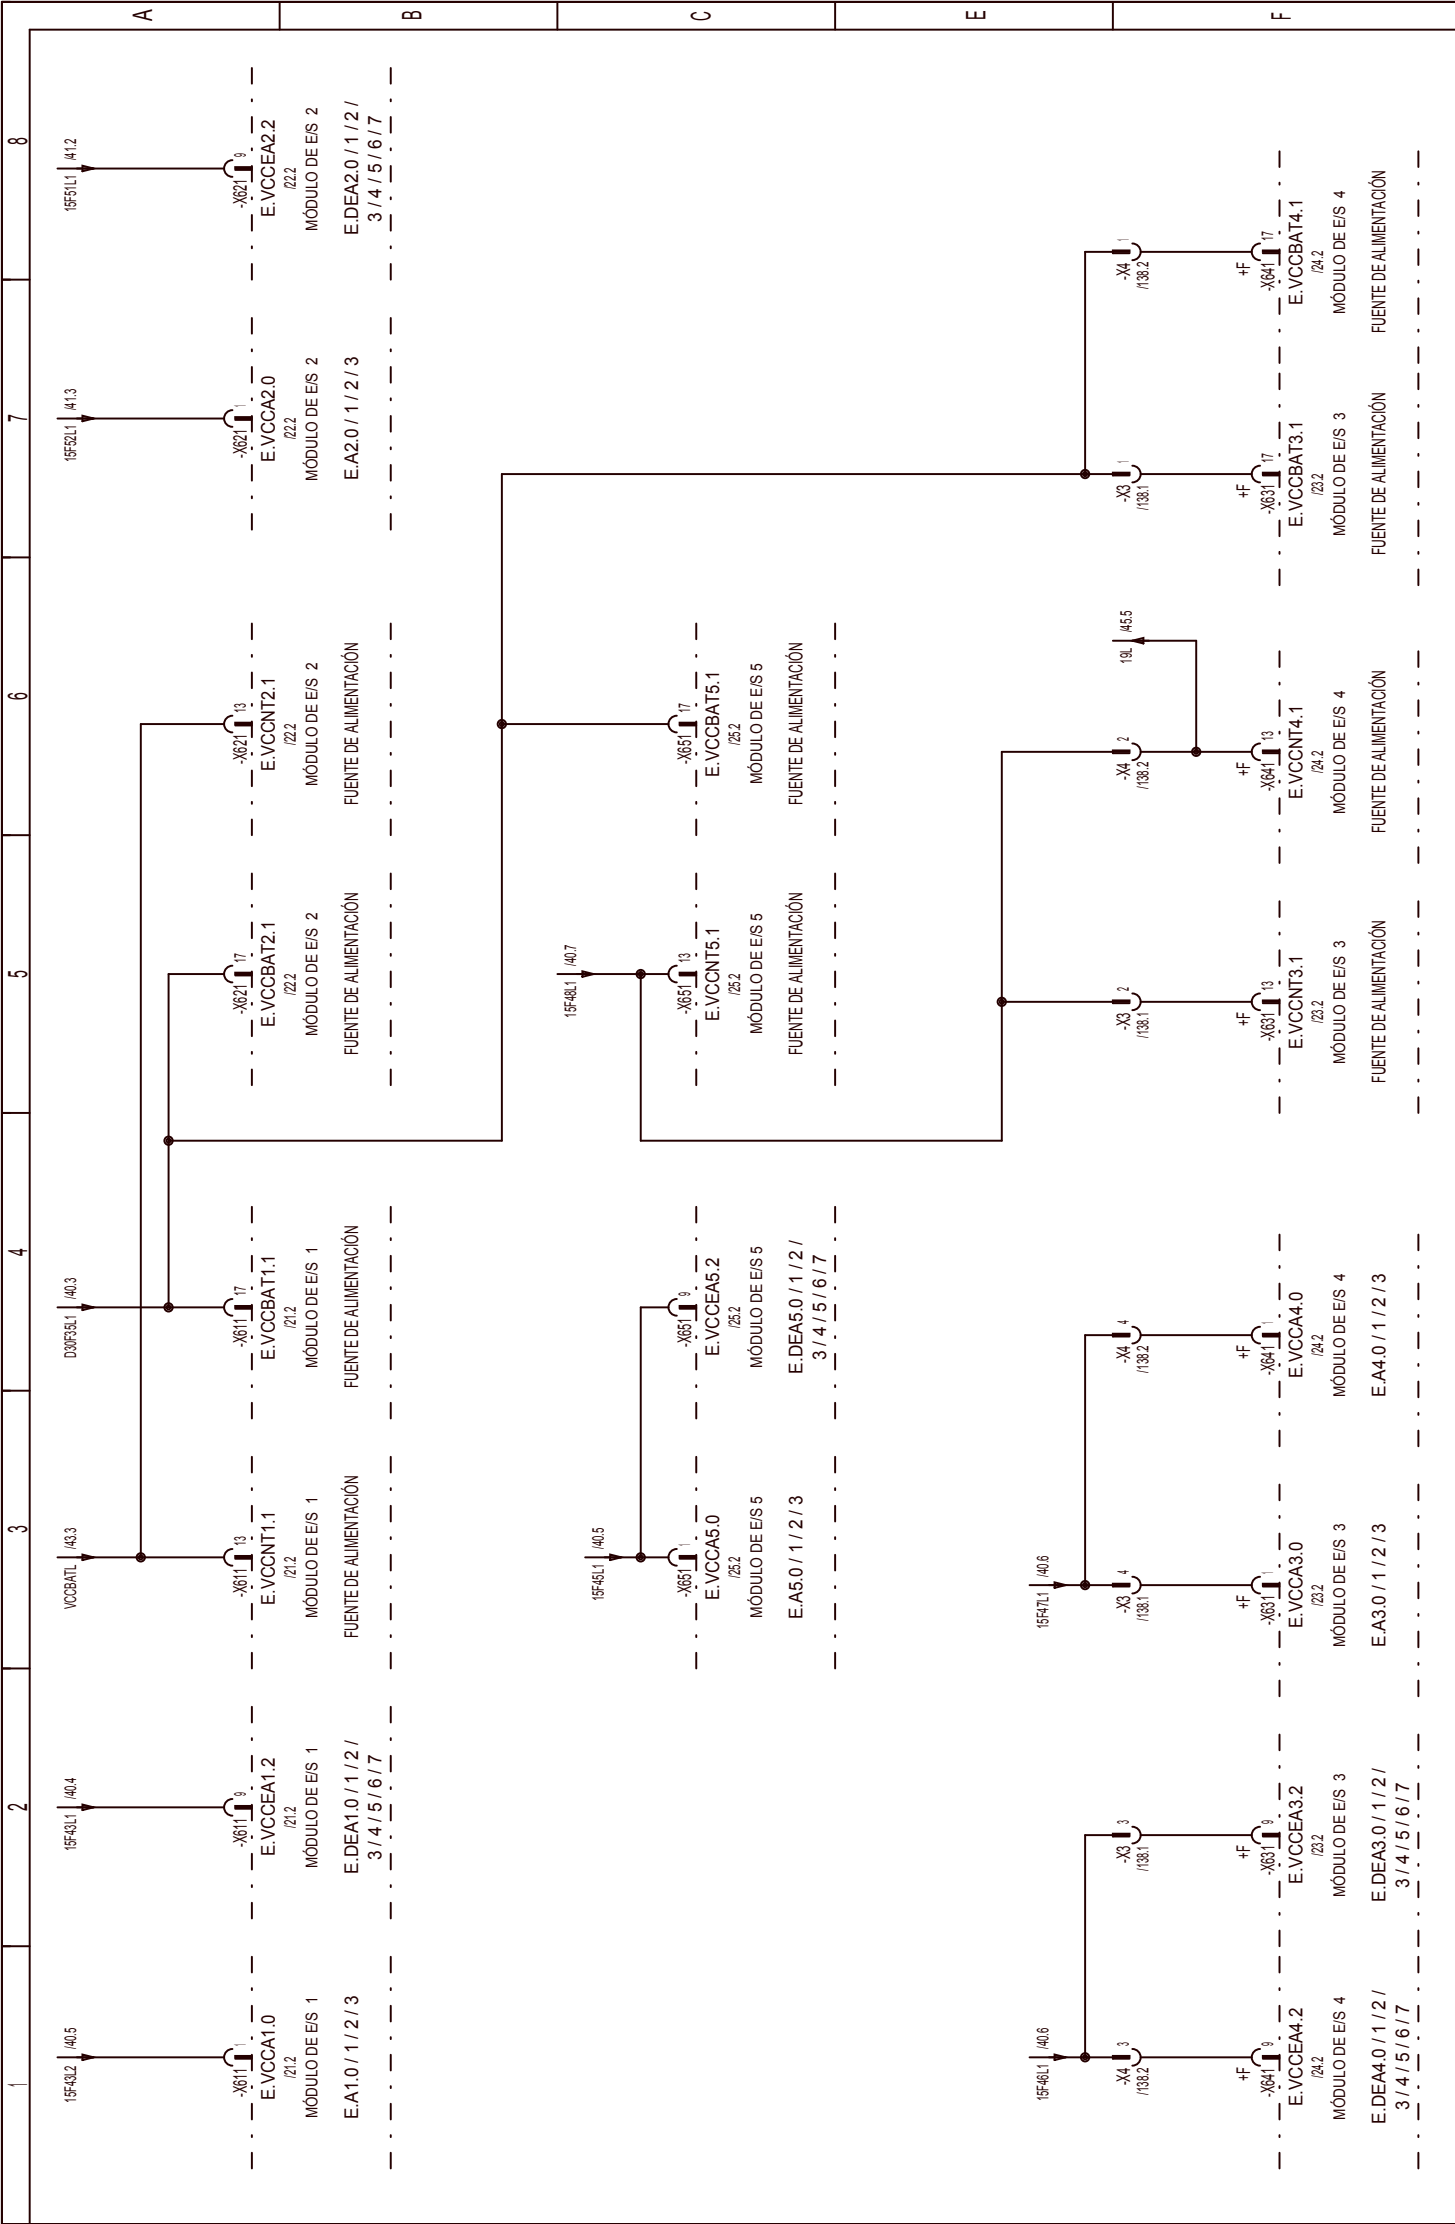 1
2
3
4
5
6
7
8
A
B
C
E
F
15F43L2 /40.5
-X611 1
E.VCCA1.0
/21.2
MÓDULO DE E/S 1
E.A1.0 / 1 / 2 / 3
15F43L1 /40.4
-X611 9
E.VCCEA1.2
/21.2
MÓDULO DE E/S 1
E.DEA1.0 / 1 / 2 /
3 / 4 / 5 / 6 / 7
VCCBATL /43.3
-X611 13
E.VCCNT1.1
/21.2
MÓDULO DE E/S 1
FUENTE DE ALIMENTACIÓN
D30F35L1 /40.3
-X611 17
E.VCCBAT1.1
/21.2
MÓDULO DE E/S 1
FUENTE DE ALIMENTACIÓN
-X621 17
E.VCCBAT2.1
/22.2
MÓDULO DE E/S 2
FUENTE DE ALIMENTACIÓN
-X621 13
E.VCCNT2.1
/22.2
MÓDULO DE E/S 2
FUENTE DE ALIMENTACIÓN
15F52L1 /41.3
-X621 1
E.VCCA2.0
/22.2
MÓDULO DE E/S 2
E.A2.0 / 1 / 2 / 3
15F51L1 /41.2
-X621 9
E.VCCEA2.2
/22.2
MÓDULO DE E/S 2
E.DEA2.0 / 1 / 2 /
3 / 4 / 5 / 6 / 7
15F45L1 /40.5
-X651 1
E.VCCA5.0
/25.2
MÓDULO DE E/S 5
E.A5.0 / 1 / 2 / 3
-X651 9
E.VCCEA5.2
/25.2
MÓDULO DE E/S 5
E.DEA5.0 / 1 / 2 /
3 / 4 / 5 / 6 / 7
15F48L1 /40.7
-X651 13
E.VCCNT5.1
/25.2
MÓDULO DE E/S 5
FUENTE DE ALIMENTACIÓN
-X651 17
E.VCCBAT5.1
/25.2
MÓDULO DE E/S 5
FUENTE DE ALIMENTACIÓN
15F46L1 /40.6
-X4 3
/138.2
+F
-X641 9
E.VCCEA4.2
/24.2
MÓDULO DE E/S 4
E.DEA4.0 / 1 / 2 /
3 / 4 / 5 / 6 / 7
-X3 3
/138.1
+F
-X631 9
E.VCCEA3.2
/23.2
MÓDULO DE E/S 3
E.DEA3.0 / 1 / 2 /
3 / 4 / 5 / 6 / 7
15F47L1 /40.6
-X3 4
/138.1
+F
-X631 1
E.VCCA3.0
/23.2
MÓDULO DE E/S 3
E.A3.0 / 1 / 2 / 3
-X4 4
/138.2
+F
-X641 1
E.VCCA4.0
/24.2
MÓDULO DE E/S 4
E.A4.0 / 1 / 2 / 3
-X3 2
/138.1
+F
-X631 13
E.VCCNT3.1
/23.2
MÓDULO DE E/S 3
FUENTE DE ALIMENTACIÓN
19L /45.5
-X4 2
/138.2
+F
-X641 13
E.VCCNT4.1
/24.2
MÓDULO DE E/S 4
FUENTE DE ALIMENTACIÓN
-X3 1
/138.1
+F
-X631 17
E.VCCBAT3.1
/23.2
MÓDULO DE E/S 3
FUENTE DE ALIMENTACIÓN
-X4 1
/138.2
+F
-X641 17
E.VCCBAT4.1
/24.2
MÓDULO DE E/S 4
FUENTE DE ALIMENTACIÓN